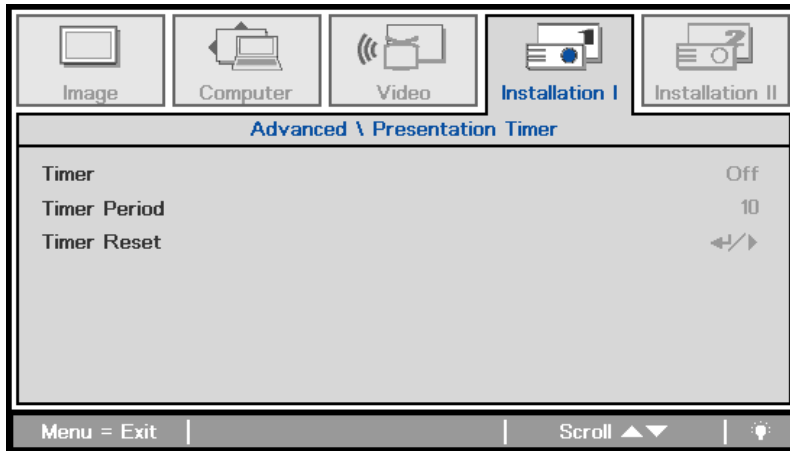 Image Computer Video Installation I Installation II
Advanced \ Presentation Timer
Timer Off
Timer Period 10
Timer Reset ↵/▶
Menu = Exit Scroll ▲▼